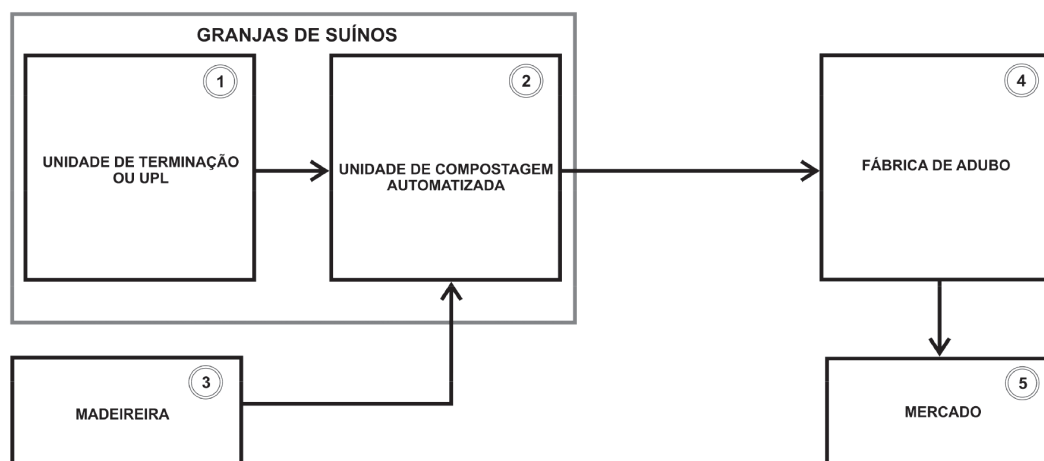 GRANJAS DE SUÍNOS
1
UNIDADE DE TERMINAÇÃO
OU UPL
2
UNIDADE DE COMPOSTAGEM
AUTOMATIZADA
4
FÁBRICA DE ADUBO
3
MADEIREIRA
5
MERCADO